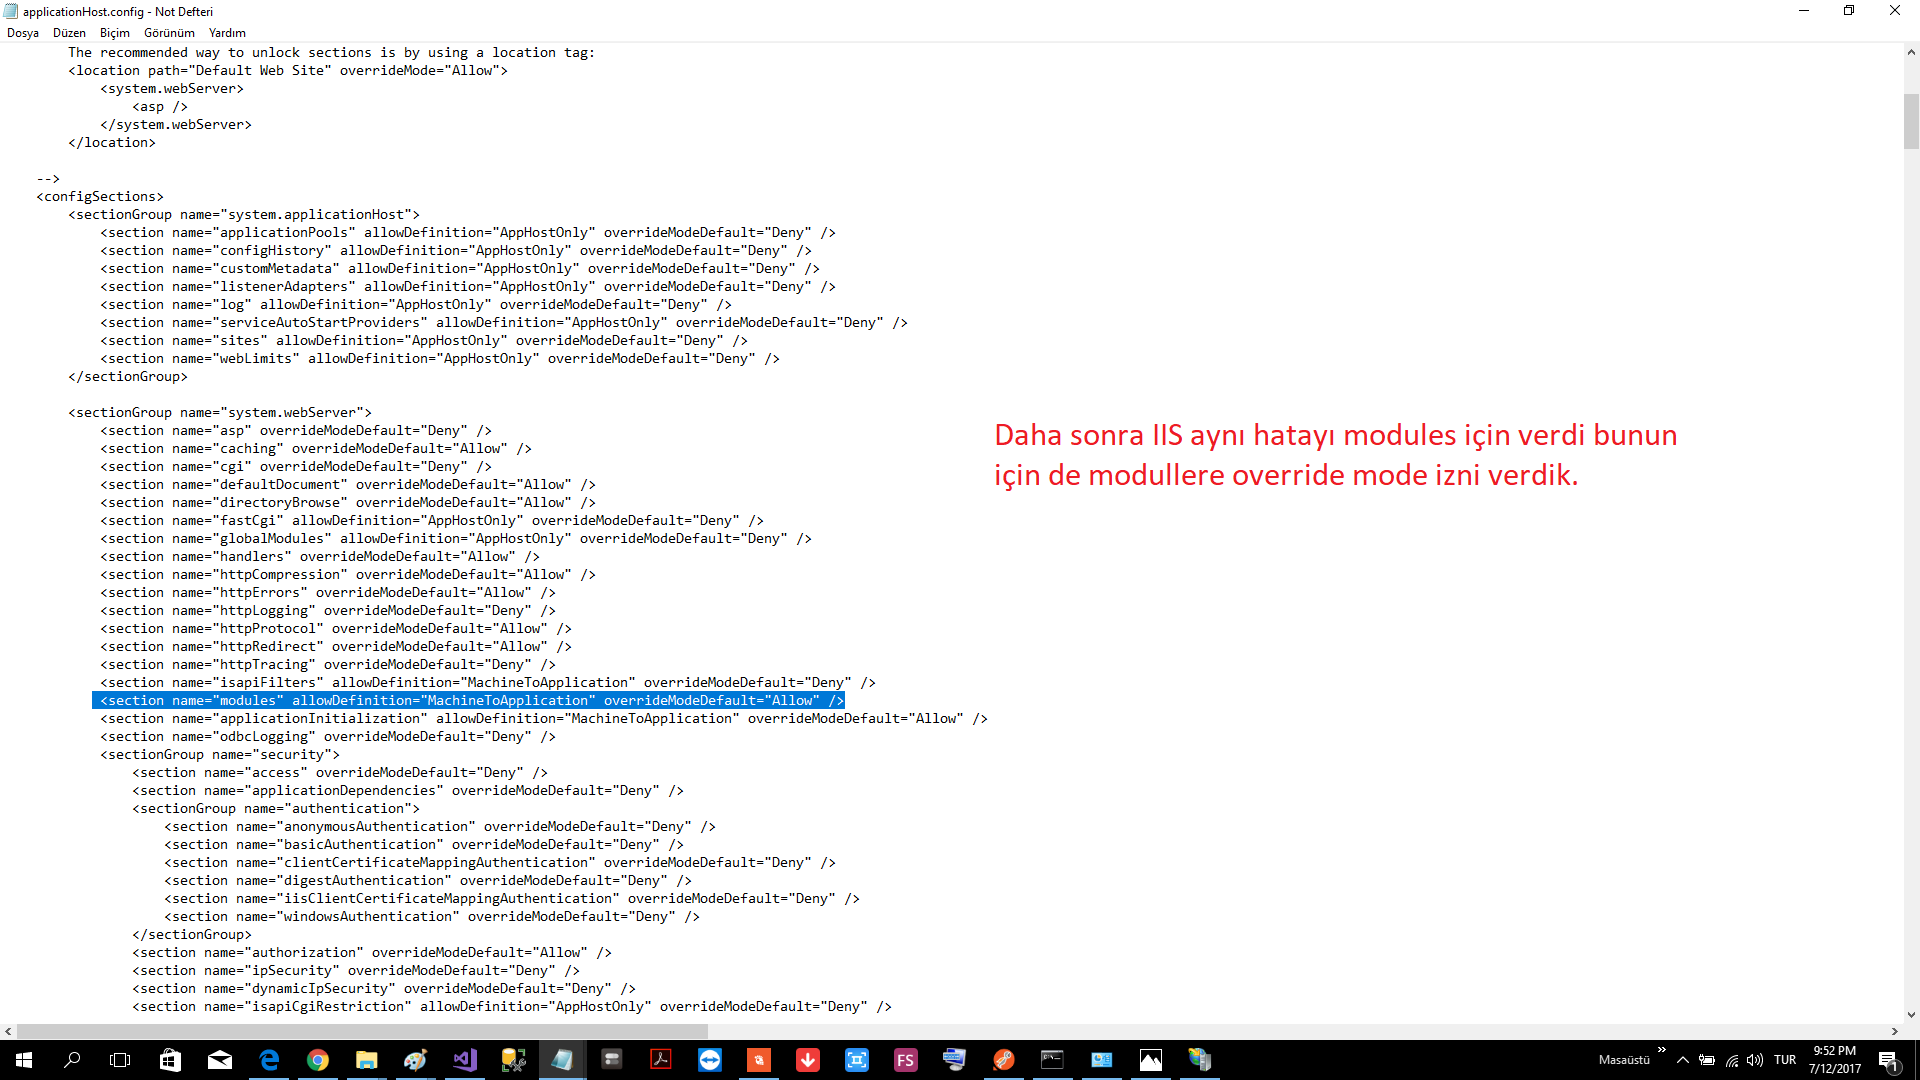 applicationHost.config - Not Defteri
Dosya Düzen Biçim Görünüm Yardım
The recommended way to unlock sections is by using a location tag:
<location path="Default Web Site" overrideMode="Allow">
<system.webServer>
<asp />
</system.webServer>
</location>
-->
<configSections>
<sectionGroup name="system.applicationHost">
<section name="applicationPools" allowDefinition="AppHostOnly" overrideModeDefault="Deny" />
<section name="configHistory" allowDefinition="AppHostOnly" overrideModeDefault="Deny" />
<section name="customMetadata" allowDefinition="AppHostOnly" overrideModeDefault="Deny" />
<section name="listenerAdapters" allowDefinition="AppHostOnly" overrideModeDefault="Deny" />
<section name="log" allowDefinition="AppHostOnly" overrideModeDefault="Deny" />
<section name="serviceAutoStartProviders" allowDefinition="AppHostOnly" overrideModeDefault="Deny" />
<section name="sites" allowDefinition="AppHostOnly" overrideModeDefault="Deny" />
<section name="webLimits" allowDefinition="AppHostOnly" overrideModeDefault="Deny" />
</sectionGroup>
<sectionGroup name="system.webServer">
<section name="asp" overrideModeDefault="Deny" />
<section name="caching" overrideModeDefault="Allow" />
<section name="cgi" overrideModeDefault="Deny" />
<section name="defaultDocument" overrideModeDefault="Allow" />
<section name="directoryBrowse" overrideModeDefault="Allow" />
<section name="fastCgi" allowDefinition="AppHostOnly" overrideModeDefault="Deny" />
<section name="globalModules" allowDefinition="AppHostOnly" overrideModeDefault="Deny" />
<section name="handlers" overrideModeDefault="Allow" />
<section name="httpCompression" overrideModeDefault="Allow" />
<section name="httpErrors" overrideModeDefault="Allow" />
<section name="httpLogging" overrideModeDefault="Deny" />
<section name="httpProtocol" overrideModeDefault="Allow" />
<section name="httpRedirect" overrideModeDefault="Allow" />
<section name="httpTracing" overrideModeDefault="Deny" />
<section name="isapiFilters" allowDefinition="MachineToApplication" overrideModeDefault="Deny" />
<section name="modules" allowDefinition="MachineToApplication" overrideModeDefault="Allow" />
<section name="applicationInitialization" allowDefinition="MachineToApplication" overrideModeDefault="Allow" />
<section name="odbcLogging" overrideModeDefault="Deny" />
<sectionGroup name="security">
<section name="access" overrideModeDefault="Deny" />
<section name="applicationDependencies" overrideModeDefault="Deny" />
<sectionGroup name="authentication">
<section name="anonymousAuthentication" overrideModeDefault="Deny" />
<section name="basicAuthentication" overrideModeDefault="Deny" />
<section name="clientCertificateMappingAuthentication" overrideModeDefault="Deny" />
<section name="digestAuthentication" overrideModeDefault="Deny" />
<section name="iisClientCertificateMappingAuthentication" overrideModeDefault="Deny" />
<section name="windowsAuthentication" overrideModeDefault="Deny" />
</sectionGroup>
<section name="authorization" overrideModeDefault="Allow" />
<section name="ipSecurity" overrideModeDefault="Deny" />
<section name="dynamicIpSecurity" overrideModeDefault="Deny" />
<section name="isapiCgiRestriction" allowDefinition="AppHostOnly" overrideModeDefault="Deny" />
Daha sonra IIS aynı hatayı modules için verdi bunun
için de modullere override mode izni verdik.
FS
Masaüstü
TUR
9:52 PM
7/12/2017
1